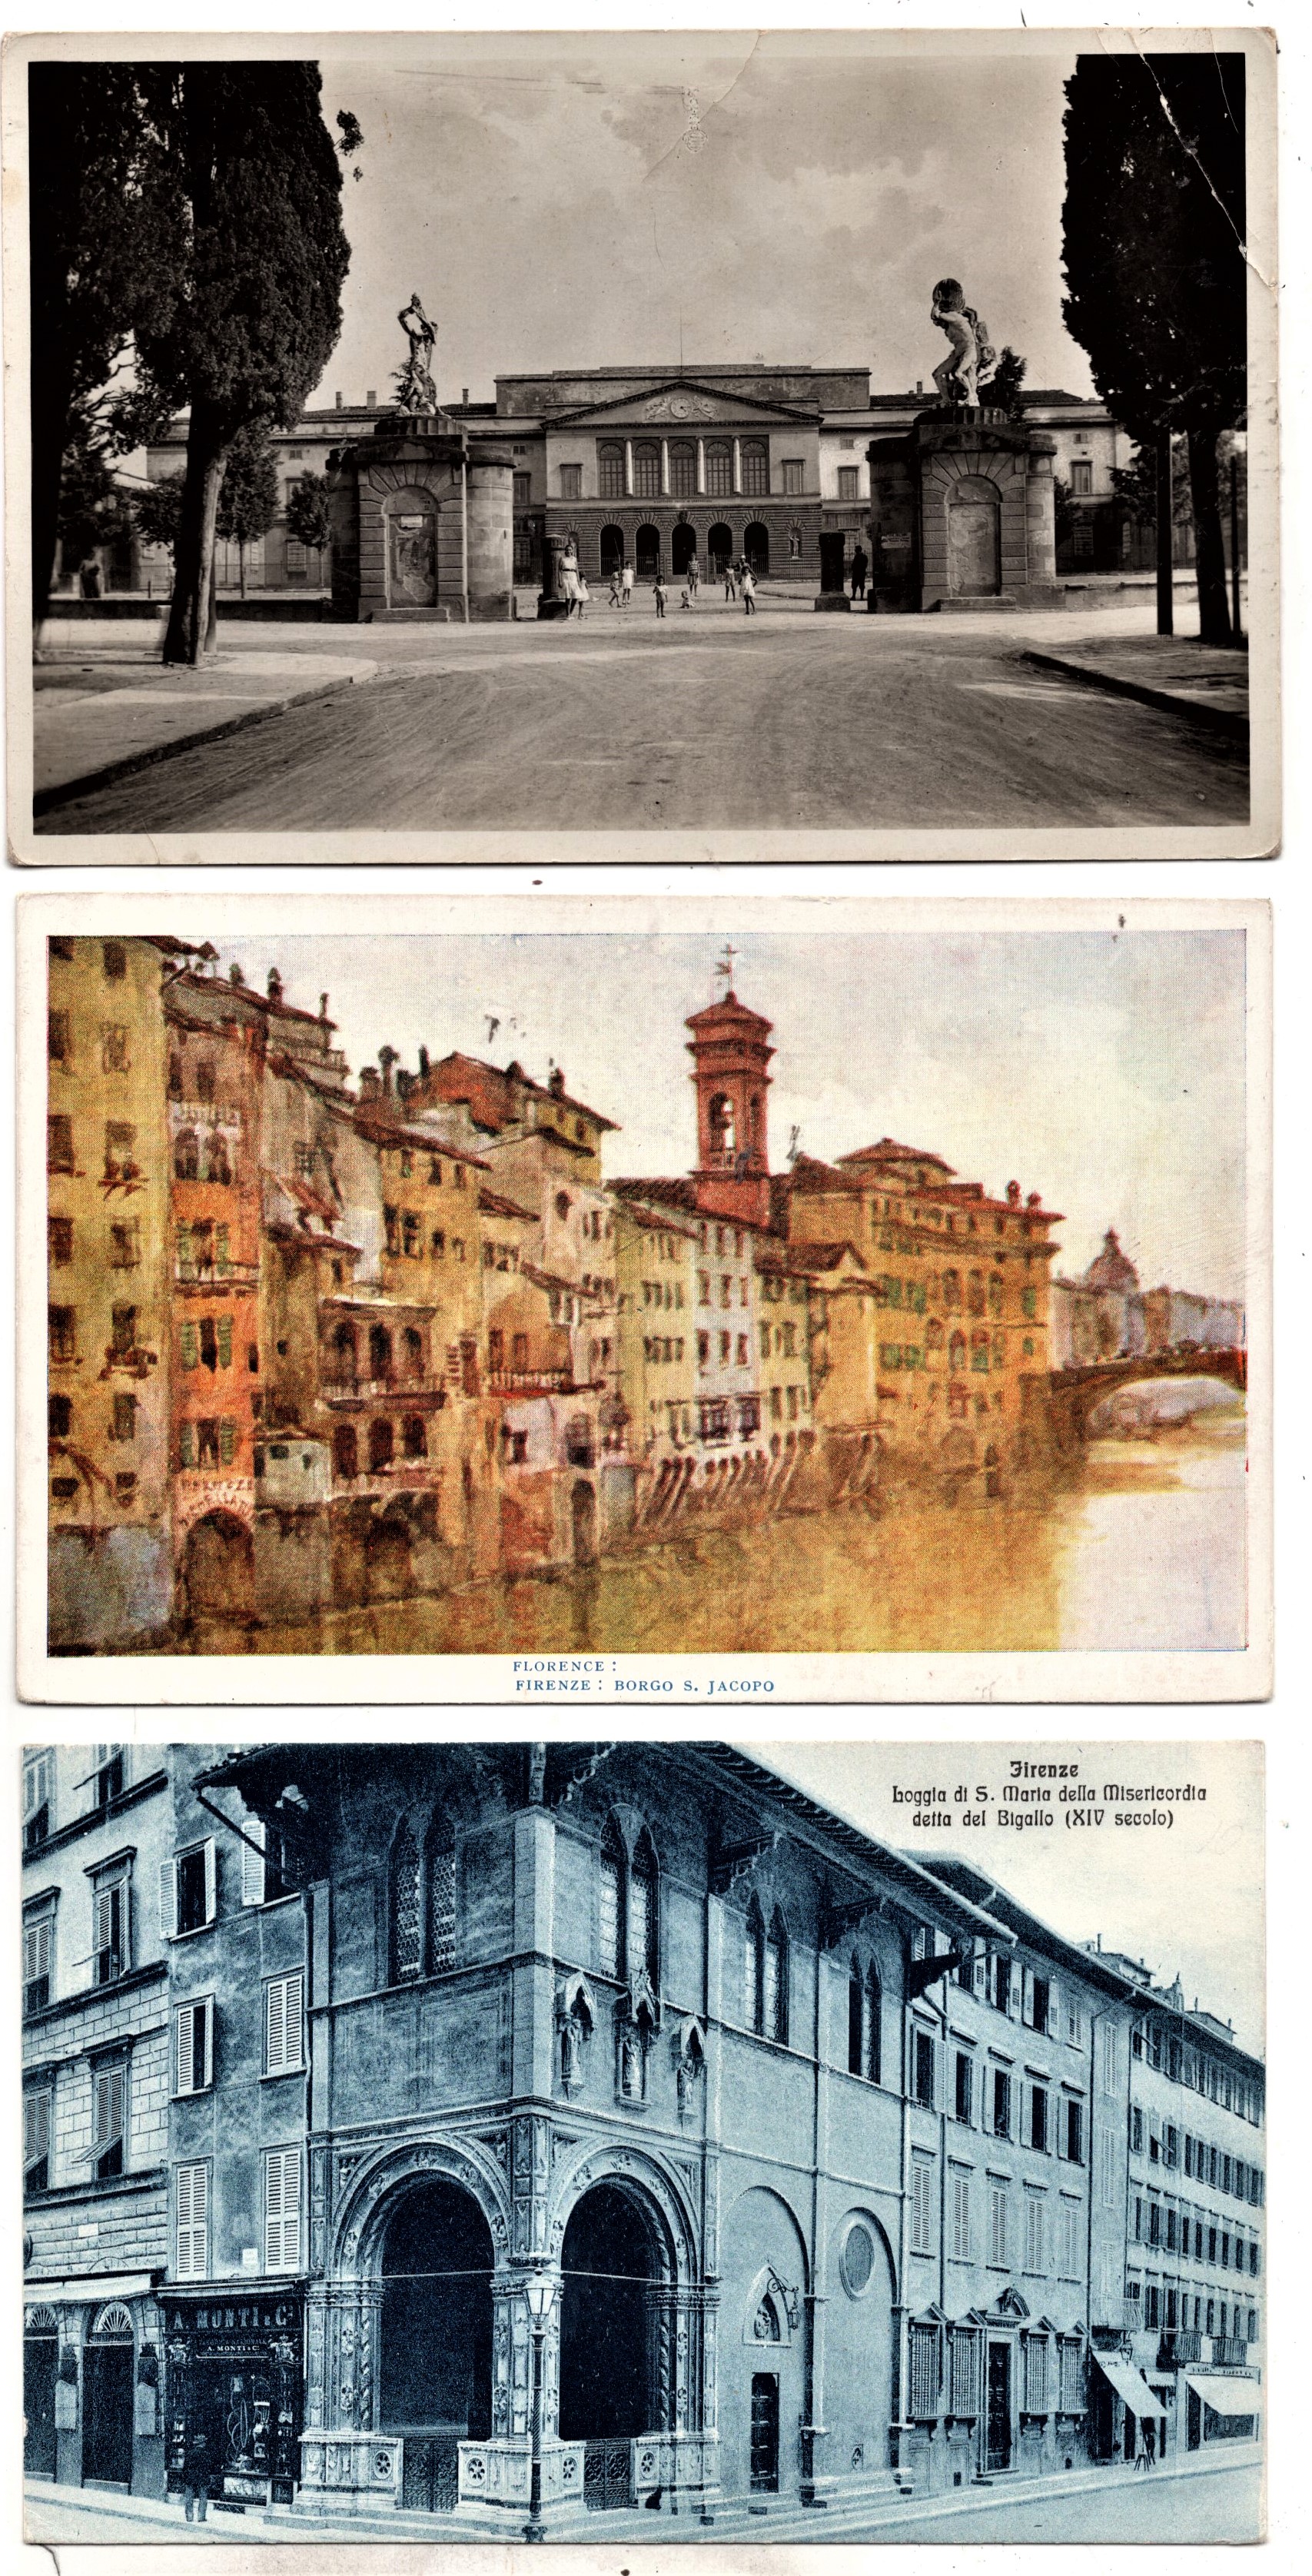 FLORENCE :
FIRENZE : BORGO S. JACOPO
Firenze
Loggia di S. Maria della Misericordia
detta del Bigallo (XIV secolo)
A. MONTI & C.
A. MONTI & C.